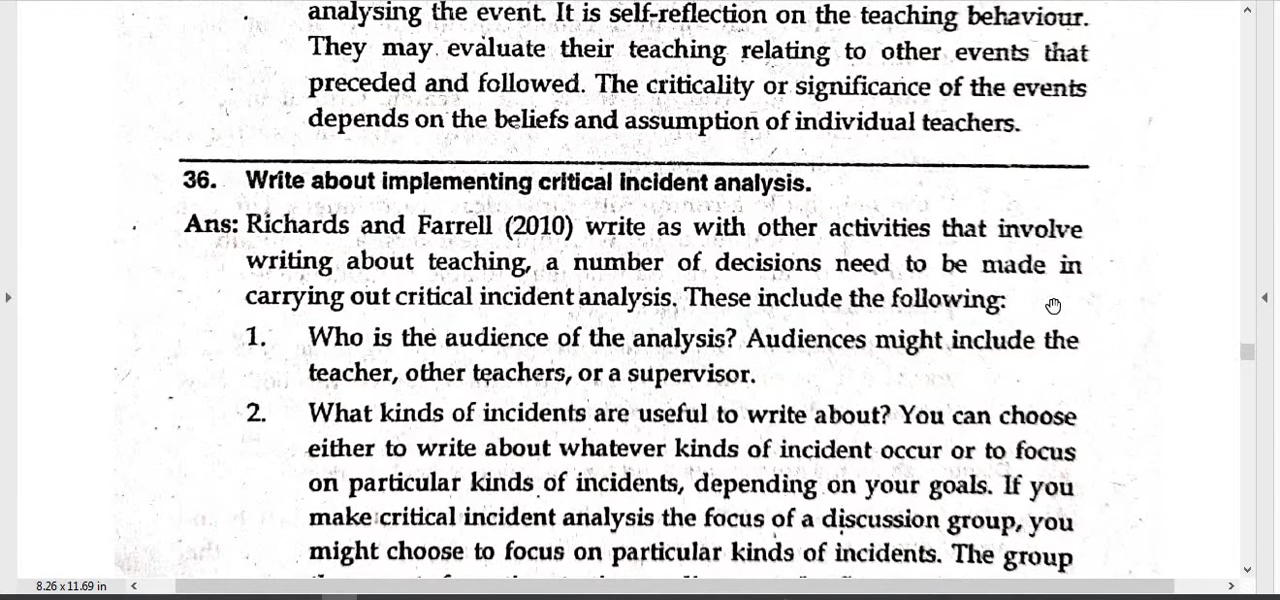 analysing the event. It is self-reflection on the teaching behaviour.
They may evaluate their teaching relating to other events that
preceded and followed. The criticality or significance of the events
depends on the beliefs and assumption of individual teachers.
36. Write about implementing critical incident analysis.
Ans: Richards and Farrell (2010) write as with other activities that involve
writing about teaching, a number of decisions need to be made in
carrying out critical incident analysis. These include the following:
1. Who is the audience of the analysis? Audiences might include the
teacher, other teachers, or a supervisor.
2. What kinds of incidents are useful to write about? You can choose
either to write about whatever kinds of incident occur or to focus
on particular kinds of incidents, depending on your goals. If you
make critical incident analysis the focus of a discussion group, you
might choose to focus on particular kinds of incidents. The group
8.26 x 11.69 in